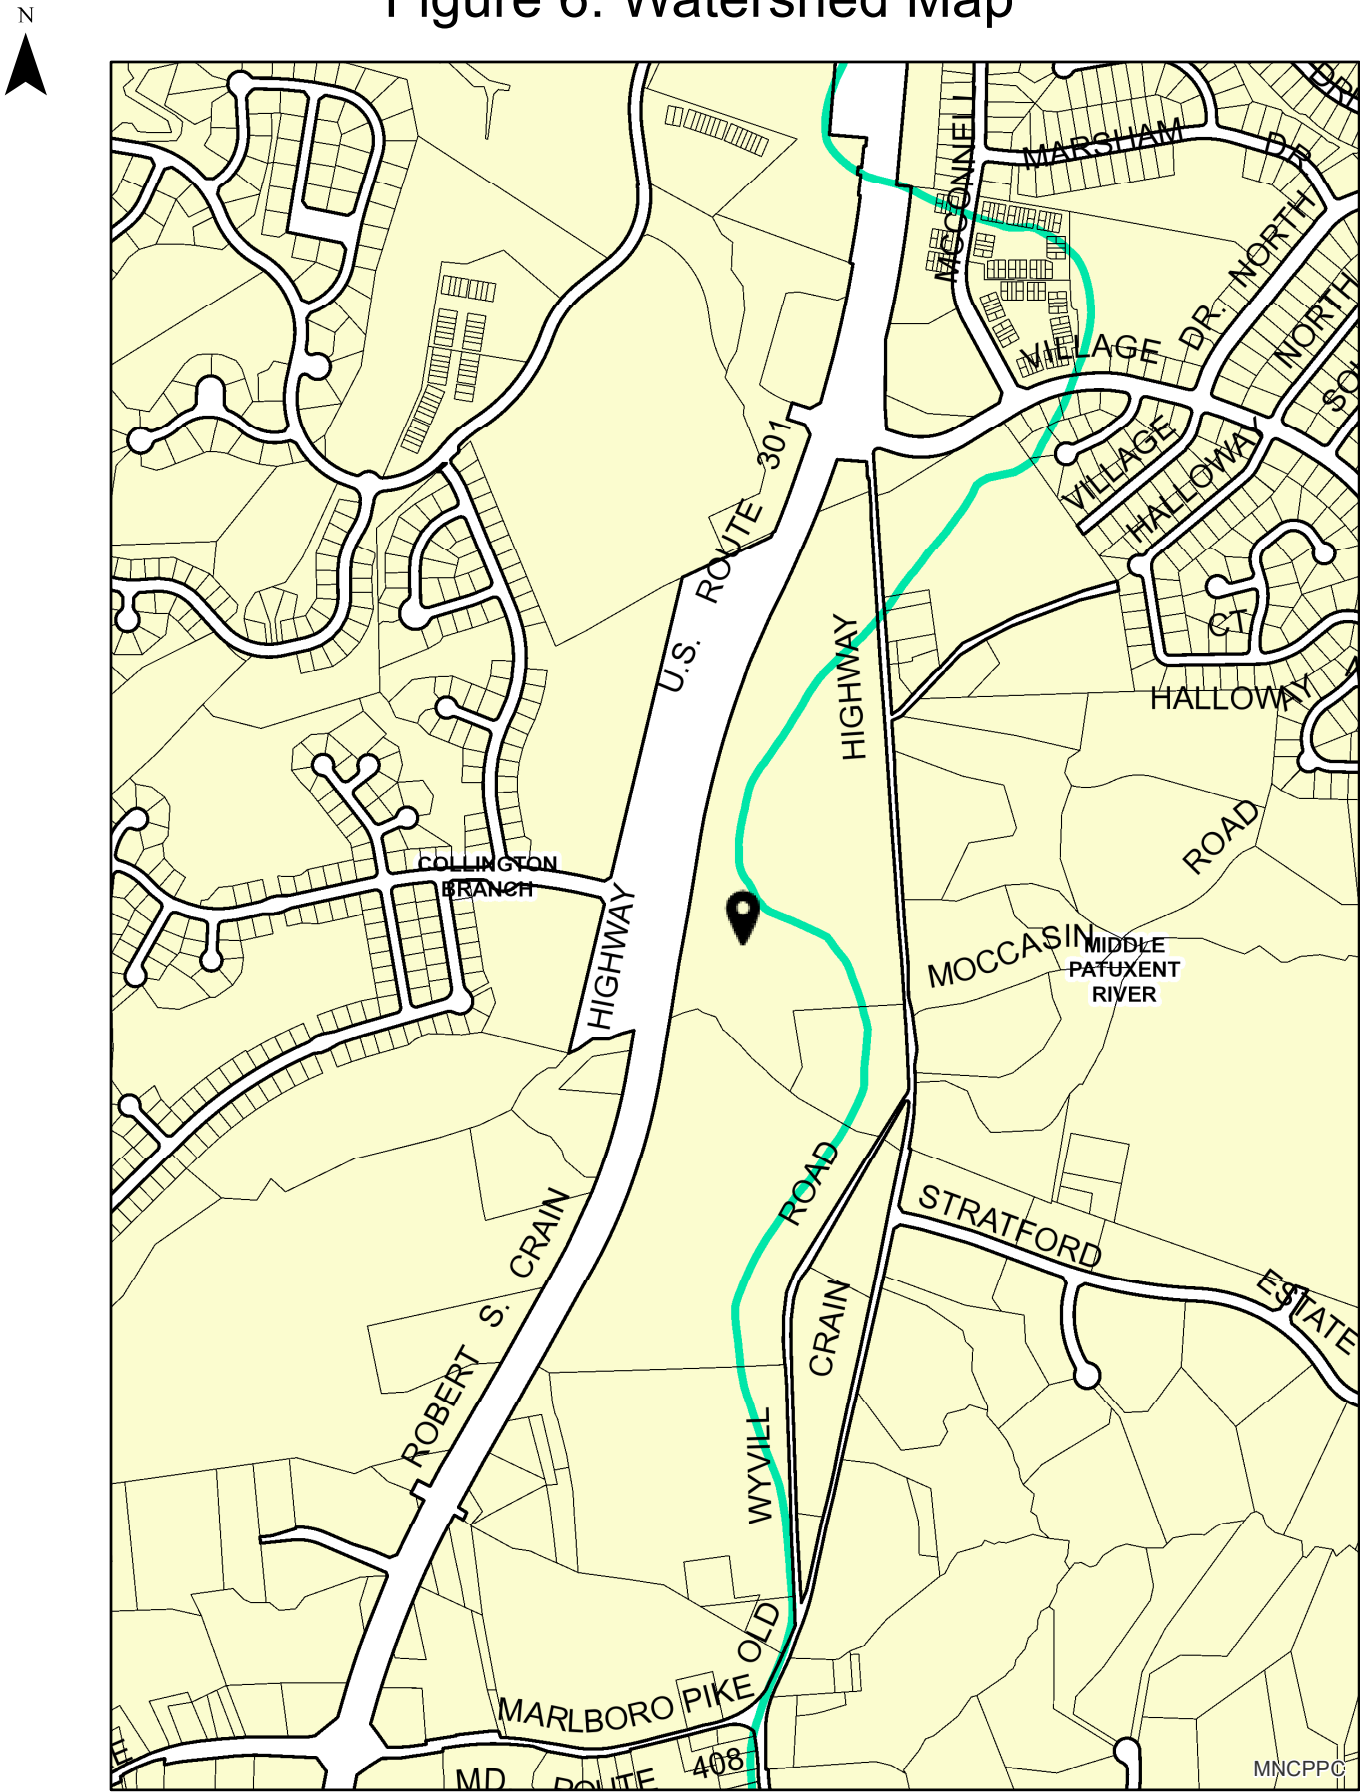 Figure 6: Watershed Map
N
MCCONNELL
MARSHAM DR
DR
DR. NORTH
NORTH
VILLAGE
VILLAGE
HALLOWAY
CT
HALLOWAY
U.S. ROUTE 301
HIGHWAY
COLLINGTON
BRANCH
HIGHWAY
ROAD
MOCCASIN
MIDDLE
PATUXENT
RIVER
ROAD
STRATFORD
ESTATE
CRAIN
ROBERT S. CRAIN
WYVILL
OLD
MARLBORO PIKE
MD ROUTE 408
MNCPPC